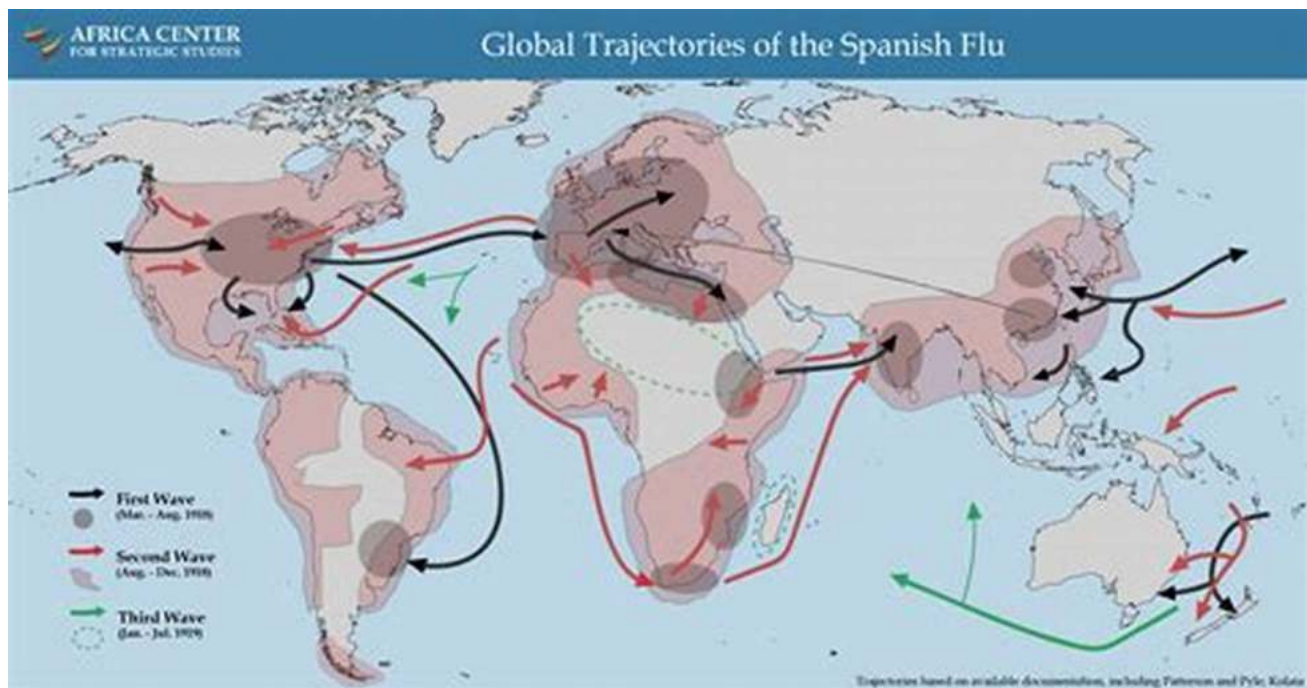 AFRICA CENTER
FOR STRATEGIC STUDIES
Global Trajectories of the Spanish Flu
First Wave
(Mar. - Aug. 1918)
Second Wave
(Aug. - Dec. 1918)
Third Wave
(Jan. - Jul. 1919)
Trajectories based on available documentation, including Patterson and Pyle; Kolata